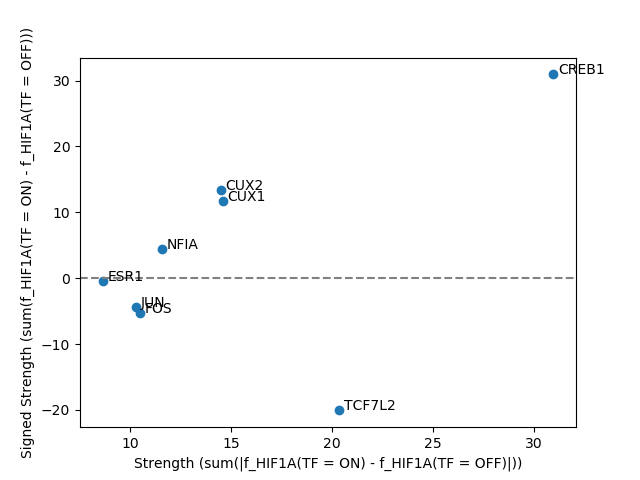 Signed Strength (sum(f_HIF1A(TF = ON) - f_HIF1A(TF = OFF)))
30
20
10
0
−10
−20
CREB1
CUX2
CUX1
NFIA
ESR1
JUN
FOS
TCF7L2
10
15
20
25
30
Strength (sum(|f_HIF1A(TF = ON) - f_HIF1A(TF = OFF)|))